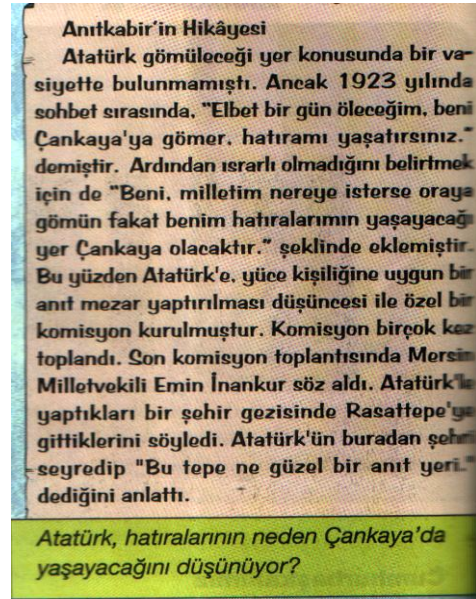 Anıtkabir'in Hikâyesi
Atatürk gömüleceği yer konusunda bir va-
siyette bulunmamıştı. Ancak 1923 yılında
sohbet sırasında, "Elbet bir gün öleceğim, beni
Çankaya'ya gömer, hatıramı yaşatırsınız."
demiştir. Ardından ısrarlı olmadığını belirtmek
için de "Beni, milletim nereye isterse oraya
gömün fakat benim hatıralarımın yaşayacağı
yer Çankaya olacaktır." şeklinde eklemiştir.
Bu yüzden Atatürk'e, yüce kişiliğine uygun bir
anıt mezar yaptırılması düşüncesi ile özel bir
komisyon kurulmuştur. Komisyon birçok kez
toplandı. Son komisyon toplantısında Mersin
Milletvekili Emin İnankur söz aldı. Atatürk'le
yaptıkları bir şehir gezisinde Rasattepe'ye
gittiklerini söyledi. Atatürk'ün buradan şehri
seyredip "Bu tepe ne güzel bir anıt yeri."
dediğini anlattı.
Atatürk, hatıralarının neden Çankaya'da
yaşayacağını düşünüyor?